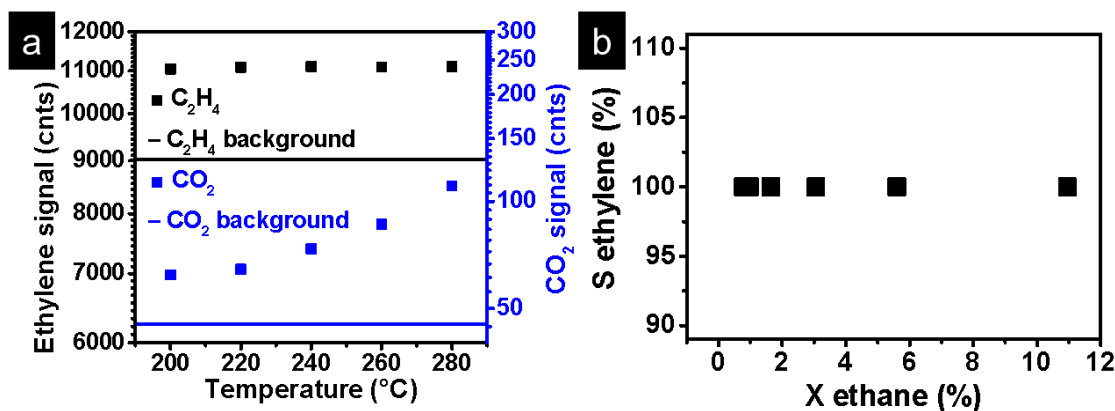 a
Ethylene signal (cnts)
12000
11000
10000
9000
8000
7000
6000
C₂H₄
– C₂H₄ background
CO₂
– CO₂ background
300
250
200
150
100
50
CO₂ signal (cnts)
200 220 240 260 280
Temperature (°C)
b
S ethylene (%)
110
105
100
95
90
0 2 4 6 8 10 12
X ethane (%)